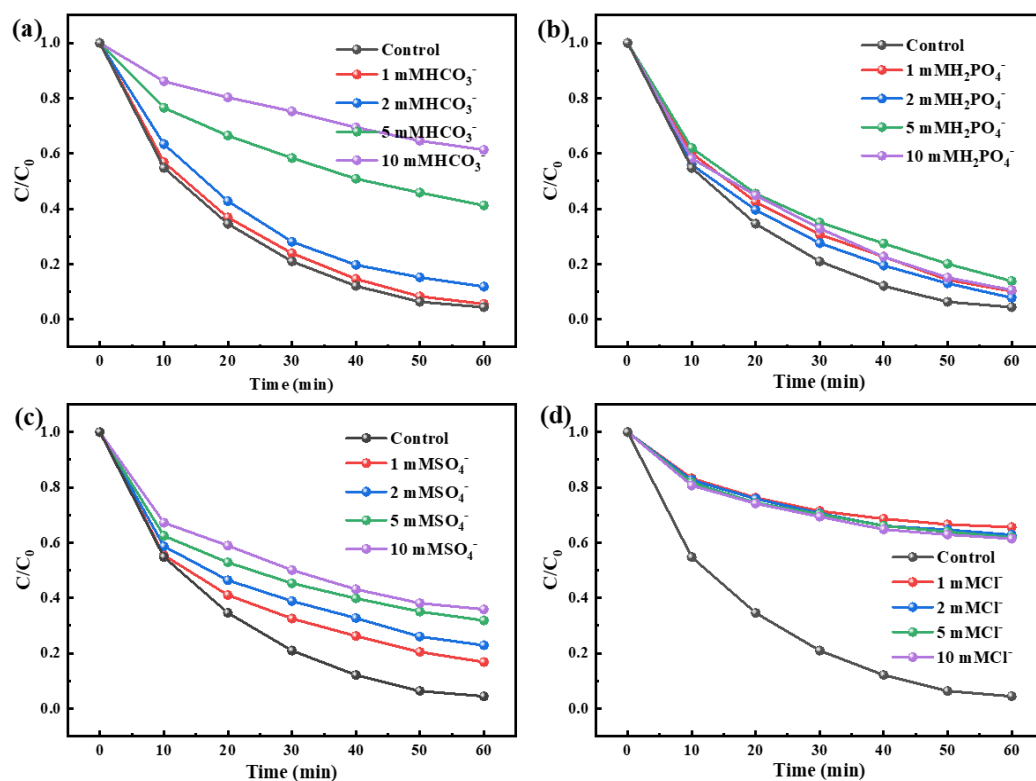 (a)
Control
1 mMHCO₃⁻
2 mMHCO₃⁻
5 mMHCO₃⁻
10 mMHCO₃⁻
1.0
0.8
0.6
0.4
0.2
0.0
C/C₀
0 10 20 30 40 50 60
Time (min)
(b)
Control
1 mMH₂PO₄⁻
2 mMH₂PO₄⁻
5 mMH₂PO₄⁻
10 mMH₂PO₄⁻
1.0
0.8
0.6
0.4
0.2
0.0
C/C₀
0 10 20 30 40 50 60
Time (min)
(c)
Control
1 mMSO₄⁻
2 mMSO₄⁻
5 mMSO₄⁻
10 mMSO₄⁻
1.0
0.8
0.6
0.4
0.2
0.0
C/C₀
0 10 20 30 40 50 60
Time (min)
(d)
Control
1 mMCl⁻
2 mMCl⁻
5 mMCl⁻
10 mMCl⁻
1.0
0.8
0.6
0.4
0.2
0.0
C/C₀
0 10 20 30 40 50 60
Time (min)